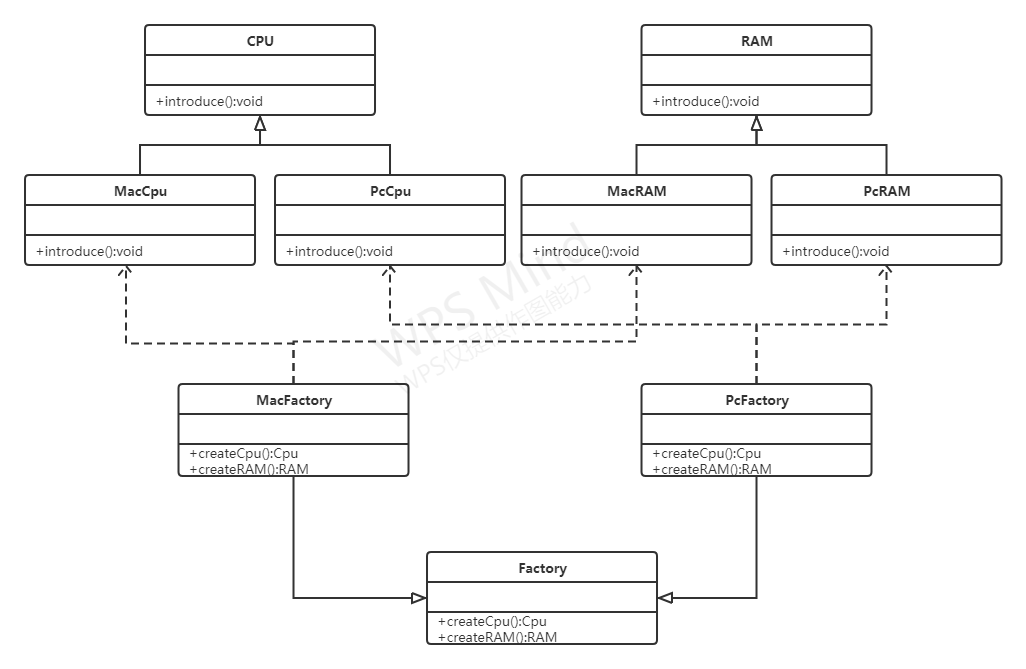 CPU
+introduce():void
RAM
+introduce():void
MacCpu
+introduce():void
PcCpu
+introduce():void
MacRAM
+introduce():void
PcRAM
+introduce():void
WPS Mind
WPS仅提供作图能力
MacFactory
+createCpu():Cpu
+createRAM():RAM
PcFactory
+createCpu():Cpu
+createRAM():RAM
Factory
+createCpu():Cpu
+createRAM():RAM